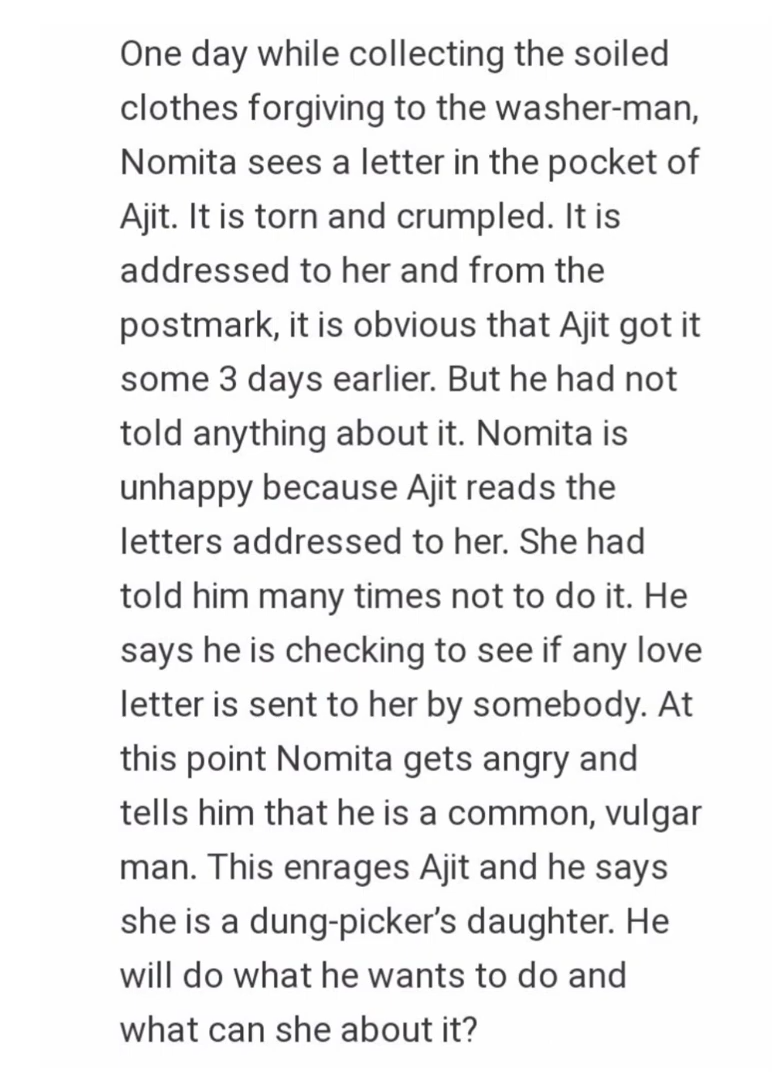 One day while collecting the soiled
clothes forgiving to the washer-man,
Nomita sees a letter in the pocket of
Ajit. It is torn and crumpled. It is
addressed to her and from the
postmark, it is obvious that Ajit got it
some 3 days earlier. But he had not
told anything about it. Nomita is
unhappy because Ajit reads the
letters addressed to her. She had
told him many times not to do it. He
says he is checking to see if any love
letter is sent to her by somebody. At
this point Nomita gets angry and
tells him that he is a common, vulgar
man. This enrages Ajit and he says
she is a dung-picker’s daughter. He
will do what he wants to do and
what can she about it?